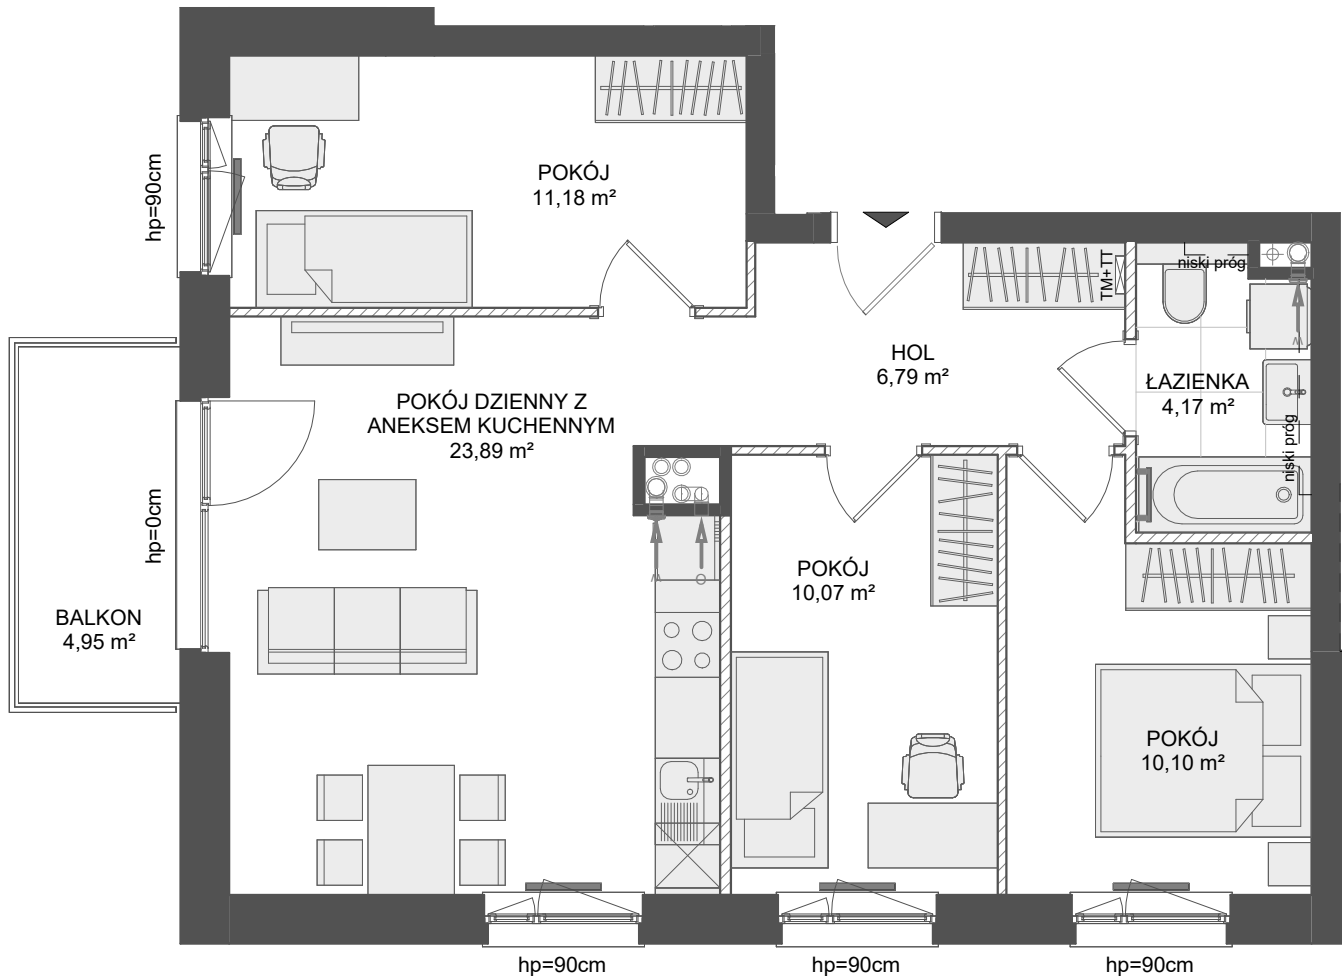 POKÓJ
11,18 m²
hp=90cm
TM+TT
niski próg
HOL
6,79 m²
ŁAZIENKA
4,17 m²
niski próg
POKÓJ DZIENNY Z
ANEKSEM KUCHENNYM
23,89 m²
hp=0cm
BALKON
4,95 m²
POKÓJ
10,07 m²
POKÓJ
10,10 m²
hp=90cm
hp=90cm
hp=90cm